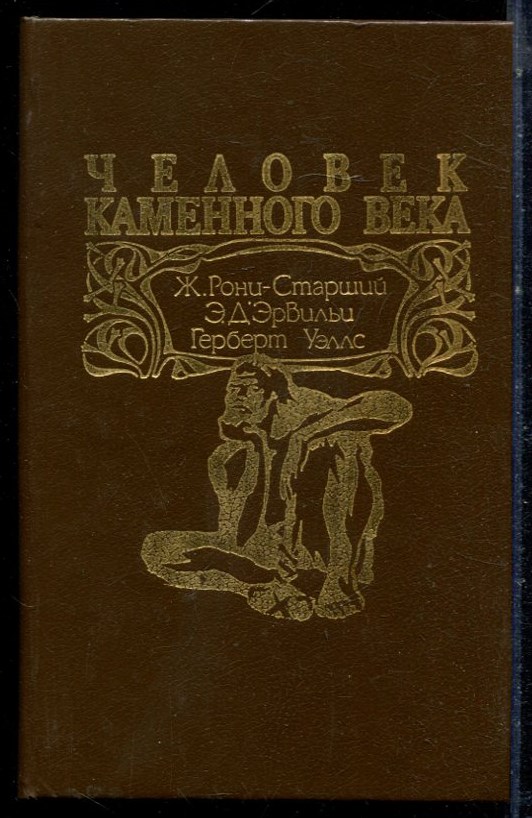 ЧЕЛОВЕК
КАМЕННОГО ВЕКА
Ж. Рони-Старший
Э. Д'Эрвильи
Герберт Уэллс